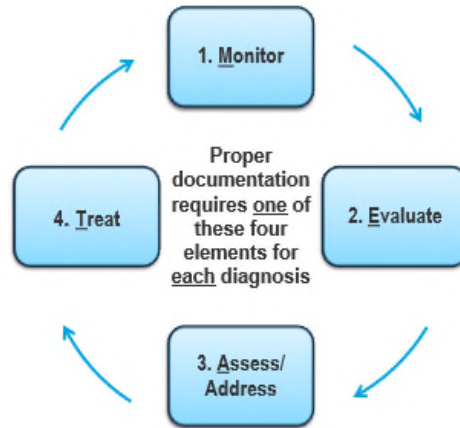 1. Monitor
Proper
documentation
requires one of
these four
elements for
each diagnosis
4. Treat
2. Evaluate
3. Assess/
Address